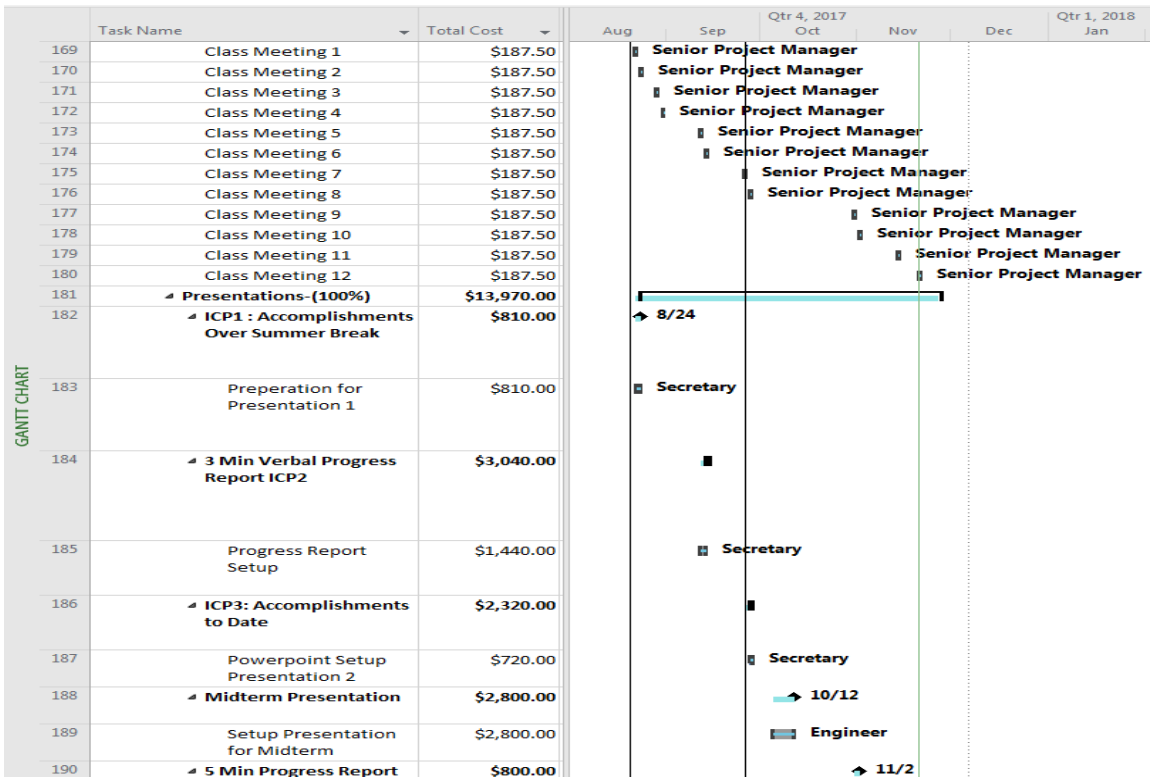 Qtr 4, 2017 Qtr 1, 2018
Task Name Total Cost Aug Sep Oct Nov Dec Jan
169 Class Meeting 1 $187.50 Senior Project Manager
170 Class Meeting 2 $187.50 Senior Project Manager
171 Class Meeting 3 $187.50 Senior Project Manager
172 Class Meeting 4 $187.50 Senior Project Manager
173 Class Meeting 5 $187.50 Senior Project Manager
174 Class Meeting 6 $187.50 Senior Project Manager
175 Class Meeting 7 $187.50 Senior Project Manager
176 Class Meeting 8 $187.50 Senior Project Manager
177 Class Meeting 9 $187.50 Senior Project Manager
178 Class Meeting 10 $187.50 Senior Project Manager
179 Class Meeting 11 $187.50 Senior Project Manager
180 Class Meeting 12 $187.50 Senior Project Manager
181 Presentations-(100%) $13,970.00
182 ICP1 : Accomplishments $810.00 8/24
Over Summer Break
183 Preperation for $810.00 Secretary
Presentation 1
184 3 Min Verbal Progress $3,040.00
Report ICP2
185 Progress Report $1,440.00 Secretary
Setup
186 ICP3: Accomplishments $2,320.00
to Date
187 Powerpoint Setup $720.00 Secretary
Presentation 2
188 Midterm Presentation $2,800.00 10/12
189 Setup Presentation $2,800.00 Engineer
for Midterm
190 5 Min Progress Report $800.00 11/2
GANTT CHART